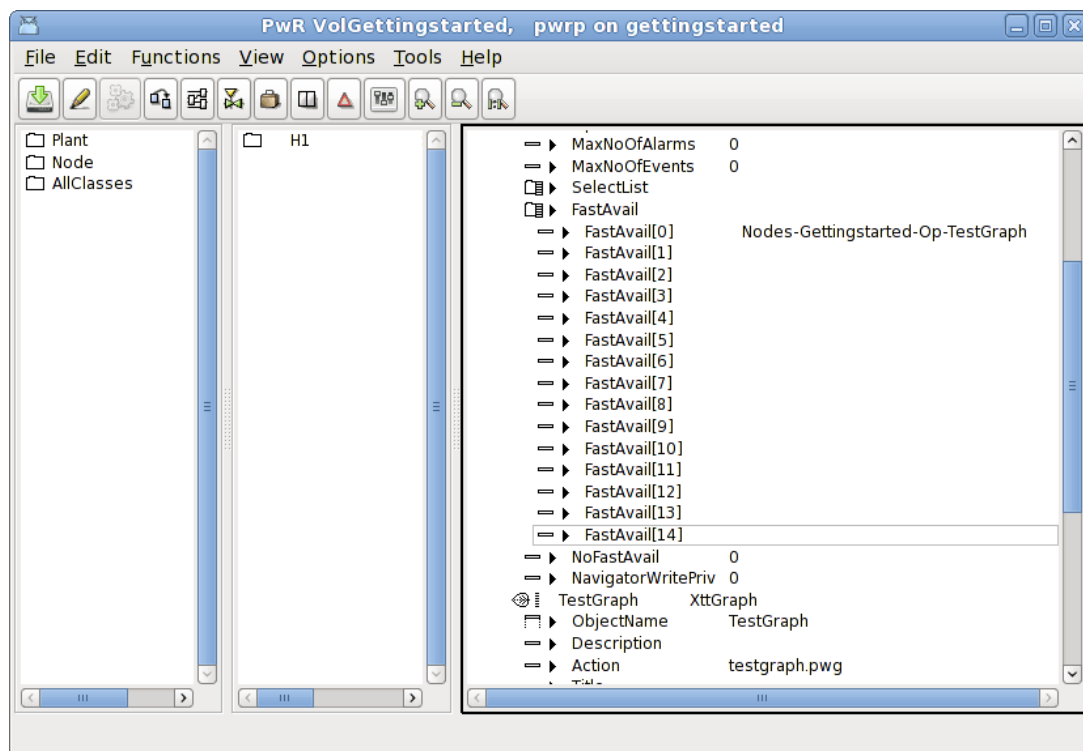 PwR VolGettingstarted, pwrp on gettingstarted
File Edit Functions View Options Tools Help
Plant
Node
AllClasses
H1
MaxNoOfAlarms 0
MaxNoOfEvents 0
SelectList
FastAvail
FastAvail[0] Nodes-Gettingstarted-Op-TestGraph
FastAvail[1]
FastAvail[2]
FastAvail[3]
FastAvail[4]
FastAvail[5]
FastAvail[6]
FastAvail[7]
FastAvail[8]
FastAvail[9]
FastAvail[10]
FastAvail[11]
FastAvail[12]
FastAvail[13]
FastAvail[14]
NoFastAvail 0
NavigatorWritePriv 0
TestGraph XttGraph
ObjectName TestGraph
Description
Action testgraph.pwg